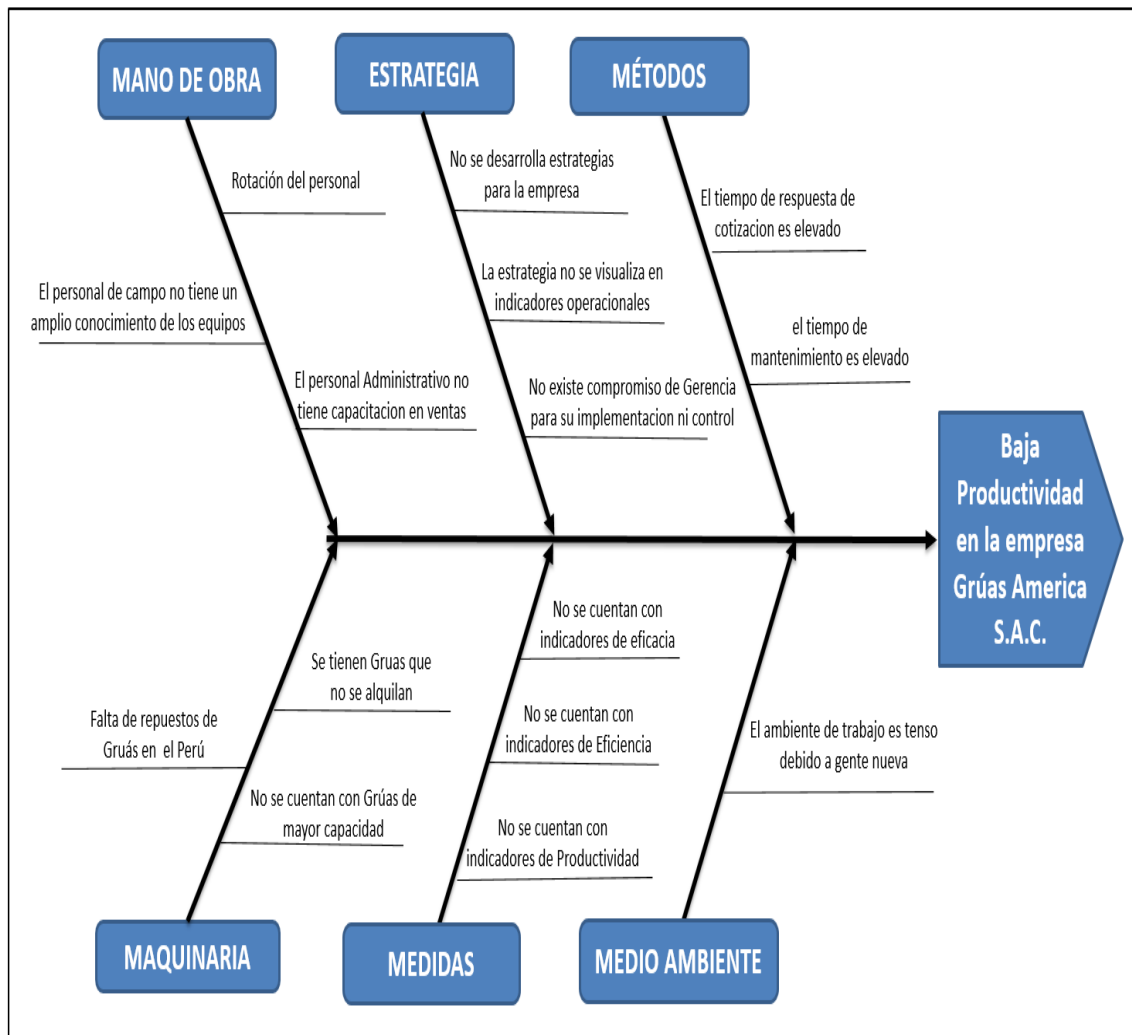 MANO DE OBRA
ESTRATEGIA
MÉTODOS
Rotación del personal
El personal de campo no tiene un
amplio conocimiento de los equipos
El personal Administrativo no
tiene capacitacion en ventas
No se desarrolla estrategias
para la empresa
La estrategia no se visualiza en
indicadores operacionales
No existe compromiso de Gerencia
para su implementacion ni control
El tiempo de respuesta de
cotizacion es elevado
el tiempo de
mantenimiento es elevado
Baja
Productividad
en la empresa
Grúas America
S.A.C.
Se tienen Gruas que
no se alquilan
Falta de repuestos de
Gruás en el Perú
No se cuentan con Grúas de
mayor capacidad
No se cuentan con
indicadores de eficacia
No se cuentan con
indicadores de Eficiencia
No se cuentan con
indicadores de Productividad
El ambiente de trabajo es tenso
debido a gente nueva
MAQUINARIA
MEDIDAS
MEDIO AMBIENTE